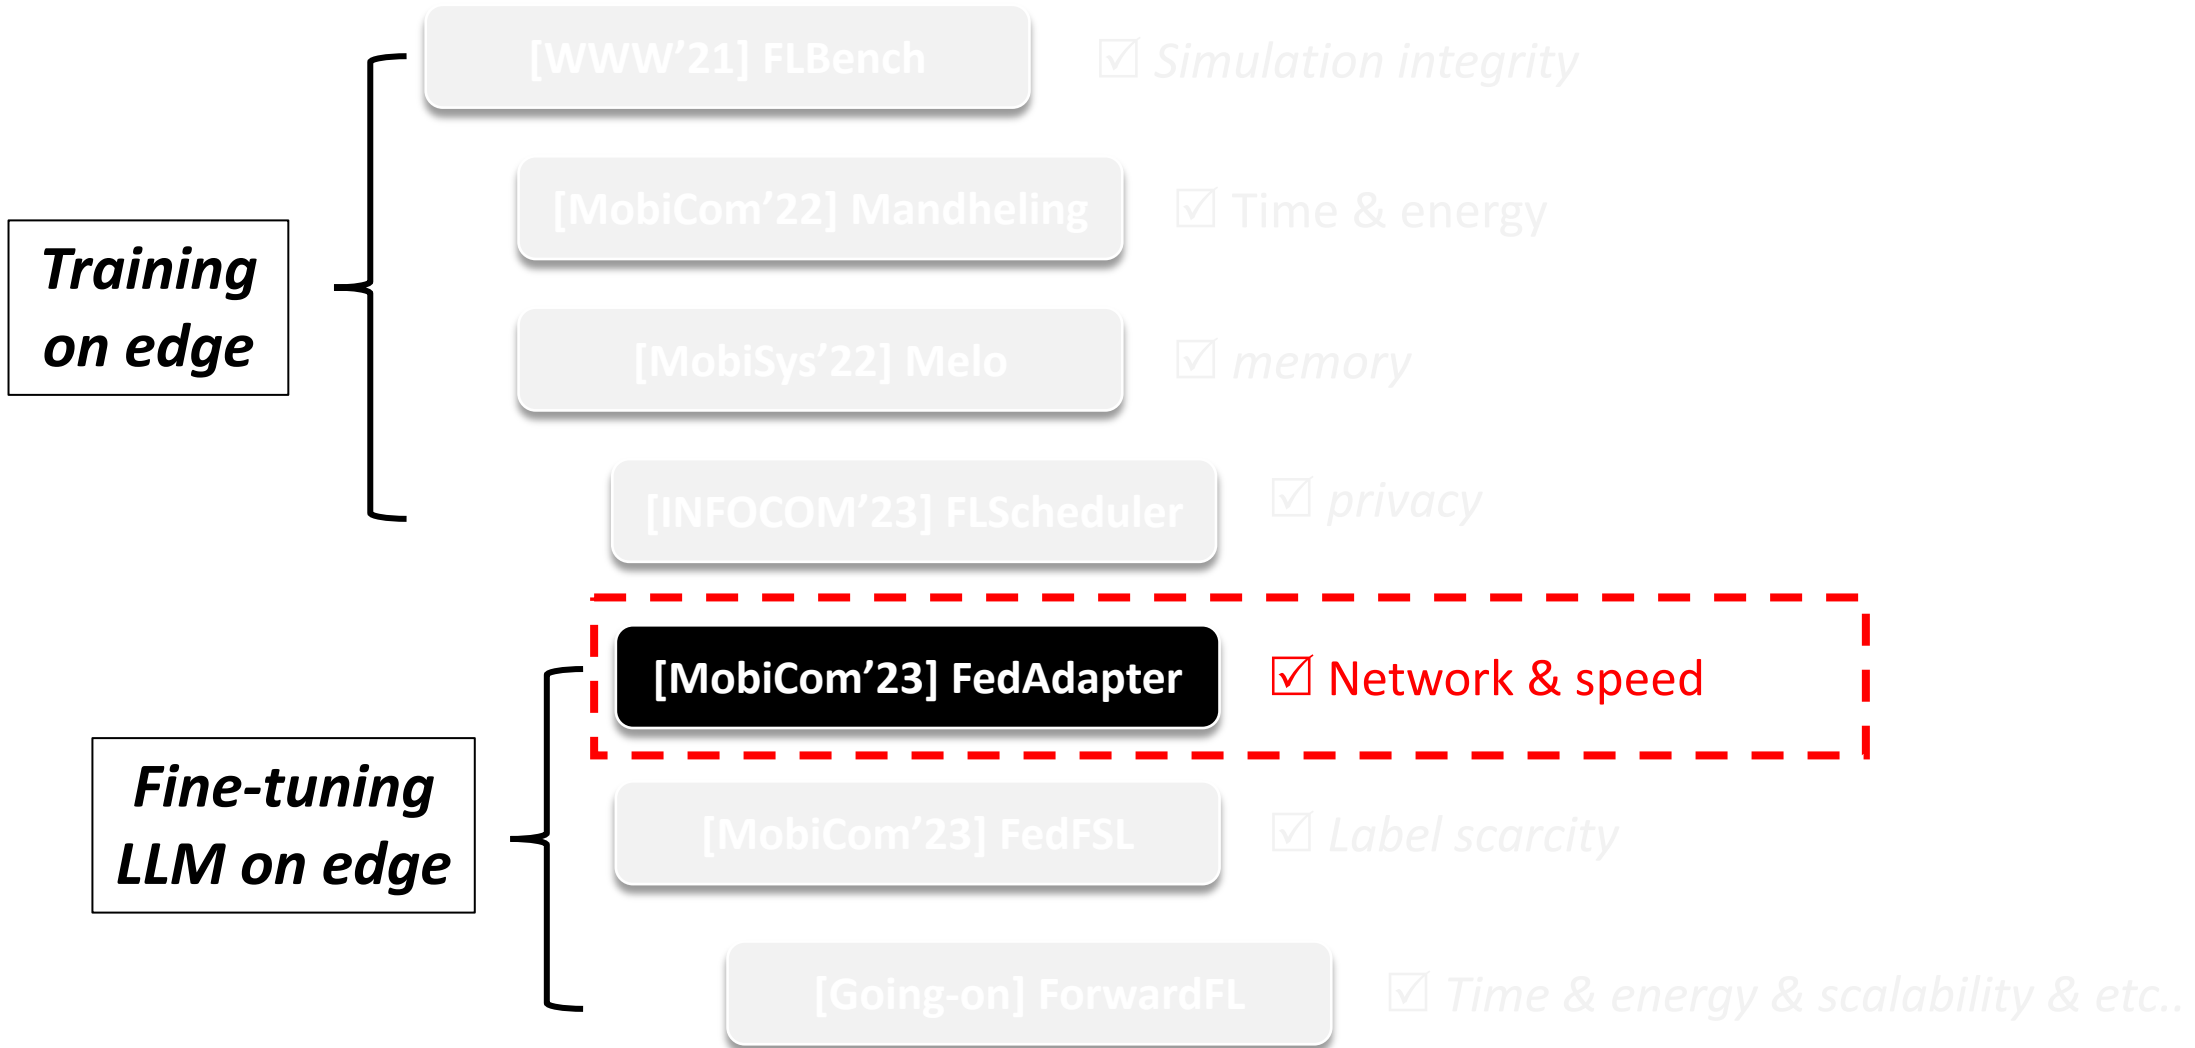 [WWW’21] FLBench
☑ Simulation integrity
[MobiCom’22] Mandheling
☑ Time & energy
Training
on edge
[MobiSys’22] Melo
☑ memory
[INFOCOM’23] FLScheduler
☑ privacy
[MobiCom’23] FedAdapter
☑ Network & speed
Fine-tuning
LLM on edge
[MobiCom’23] FedFSL
☑ Label scarcity
[Going-on] ForwardFL
☑ Time & energy & scalability & etc..